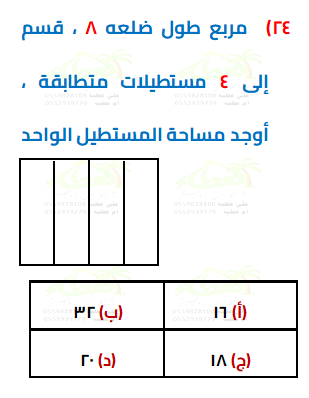 ٢٤) مربع طول ضلعه ٨ ، قسم
إلى ٤ مستطيلات متطابقة ،
أوجد مساحة المستطيل الواحد
(أ) ١٦
(ب) ٣٢
(ج) ١٨
(د) ٢٠